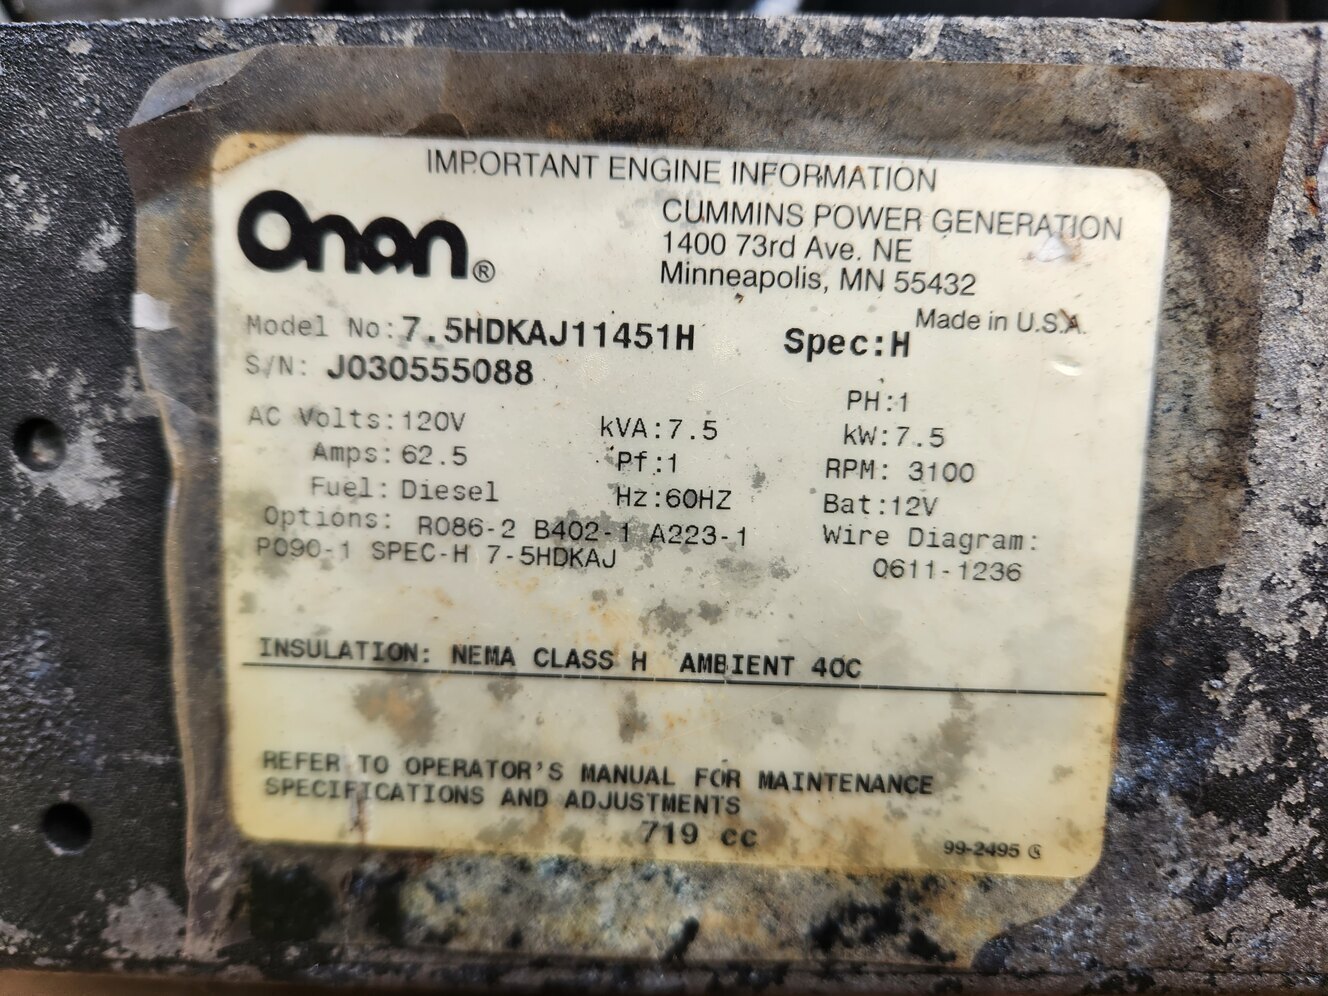 IMPORTANT ENGINE INFORMATION
Onan®
CUMMINS POWER GENERATION
1400 73rd Ave. NE
Minneapolis, MN 55432
Made in U.S.A.
Model No:7.5HDKAJ11451H Spec:H
S/N: J030555088
PH:1
AC Volts:120V kVA:7.5 kW:7.5
Amps:62.5 Pf:1 RPM: 3100
Fuel: Diesel Hz:60HZ Bat:12V
Options: R086-2 B402-1 A223-1 Wire Diagram:
P090-1 SPEC-H 7-5HDKAJ 0611-1236
INSULATION: NEMA CLASS H AMBIENT 40C
REFER TO OPERATOR'S MANUAL FOR MAINTENANCE
SPECIFICATIONS AND ADJUSTMENTS
719 cc
99-2495